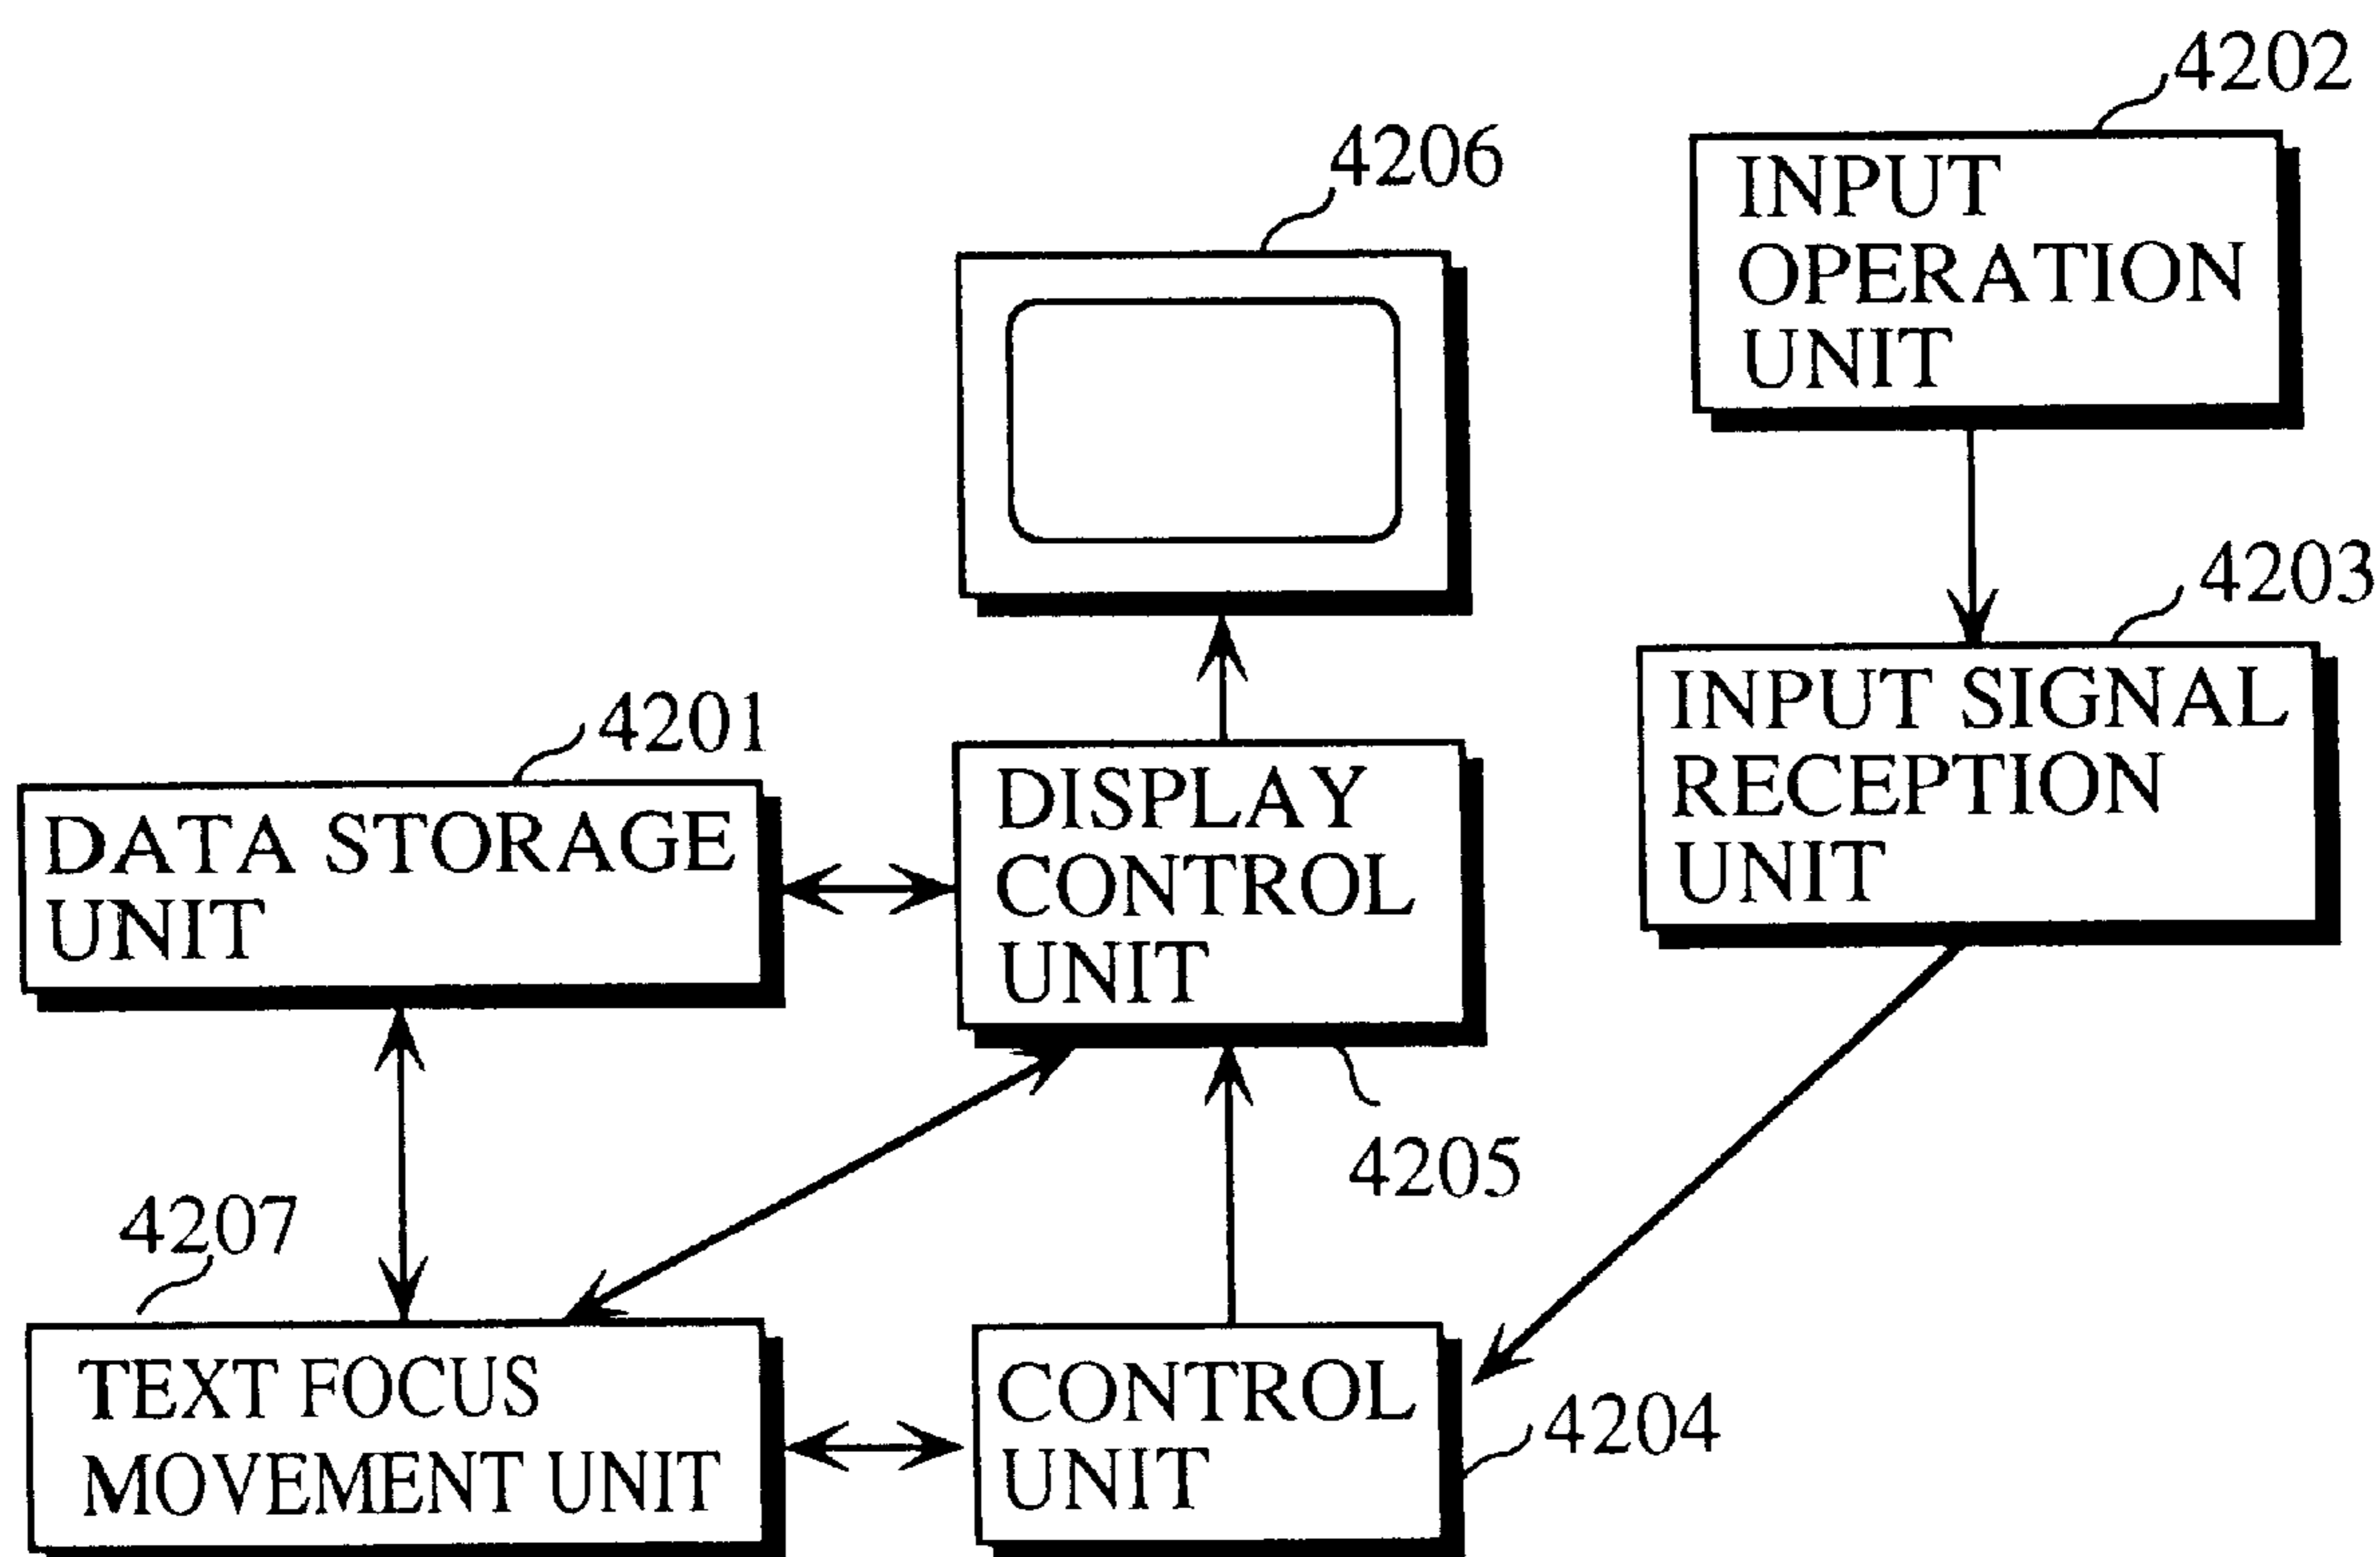 4202
INPUT
OPERATION
UNIT
4206
4203
INPUT SIGNAL
RECEPTION
UNIT
4201
DATA STORAGE
UNIT
DISPLAY
CONTROL
UNIT
4205
4207
TEXT FOCUS
MOVEMENT UNIT
CONTROL
UNIT
4204